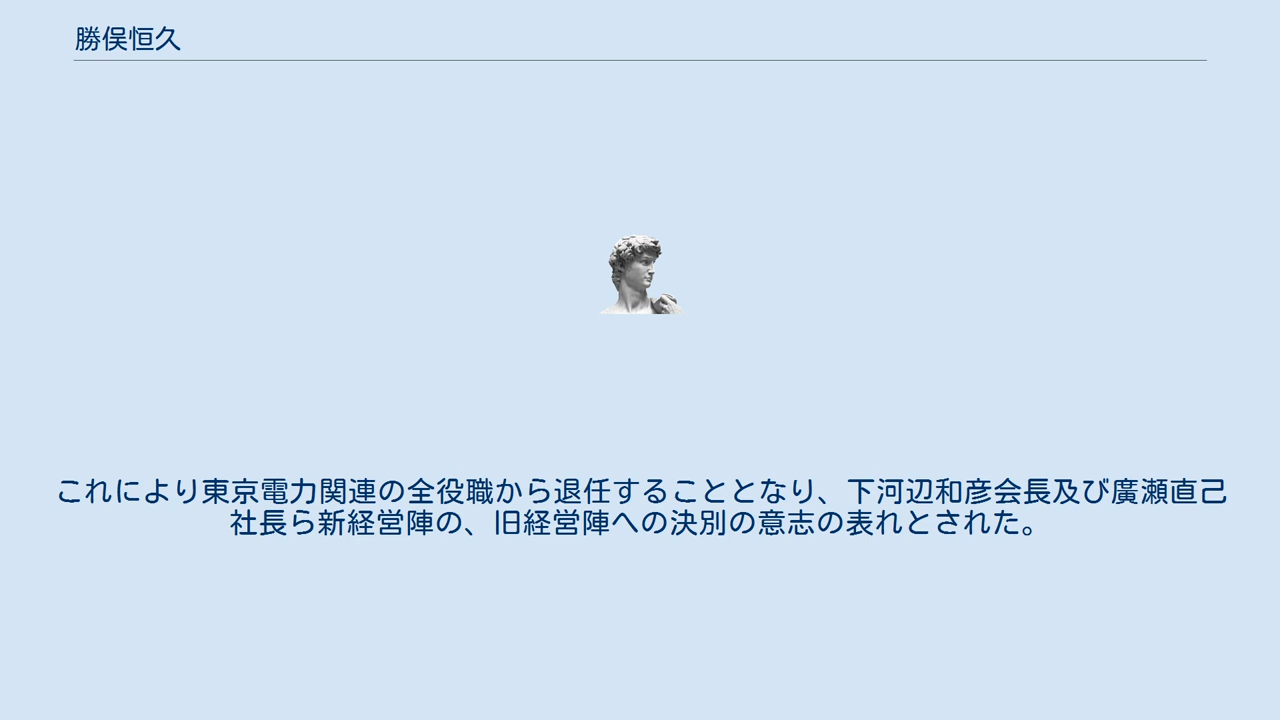 勝俣恒久
これにより東京電力関連の全役職から退任することとなり、下河辺和彦会長及び廣瀬直己
社長ら新経営陣の、旧経営陣への決別の意志の表れとされた。